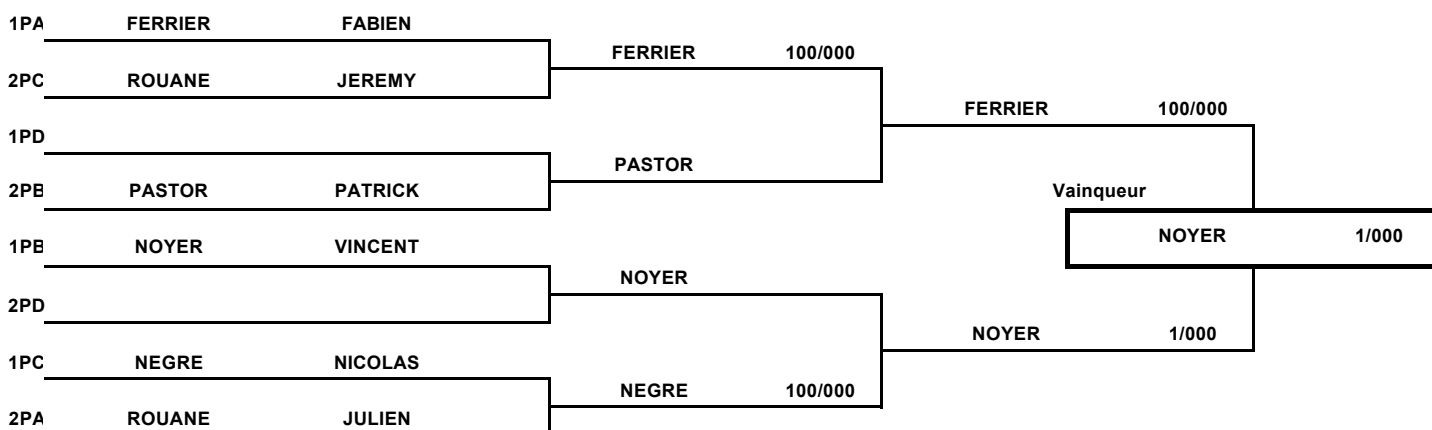 1PA FERRIER FABIEN
FERRIER 100/000
2PC ROUANE JEREMY
FERRIER 100/000
1PD
PASTOR
2PB PASTOR PATRICK
Vainqueur
NOYER 1/000
1PB NOYER VINCENT
NOYER
2PD
NOYER 1/000
1PC NEGRE NICOLAS
NEGRE 100/000
2PA ROUANE JULIEN